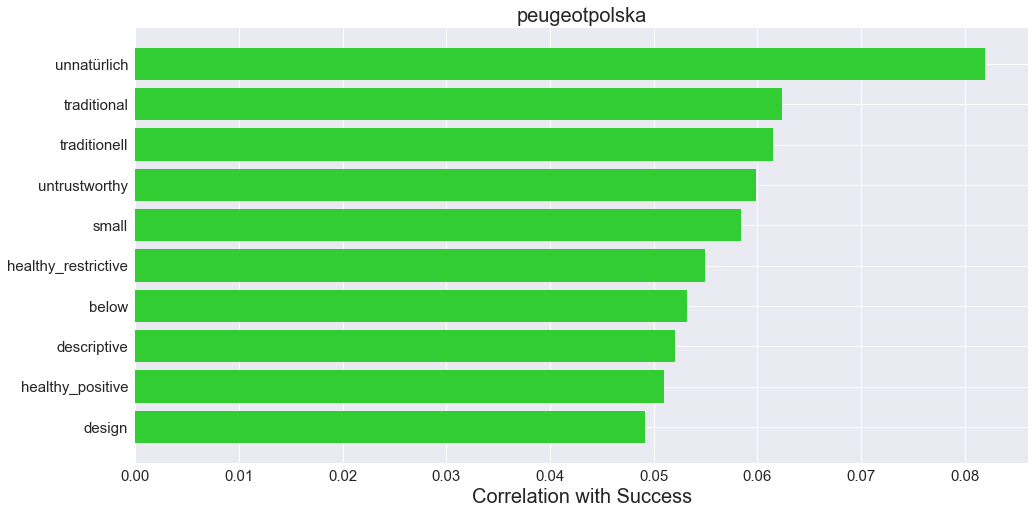 peugeotpolska
unnatürlich
traditional
traditionell
untrustworthy
small
healthy_restrictive
below
descriptive
healthy_positive
design
0.00 0.01 0.02 0.03 0.04 0.05 0.06 0.07 0.08
Correlation with Success